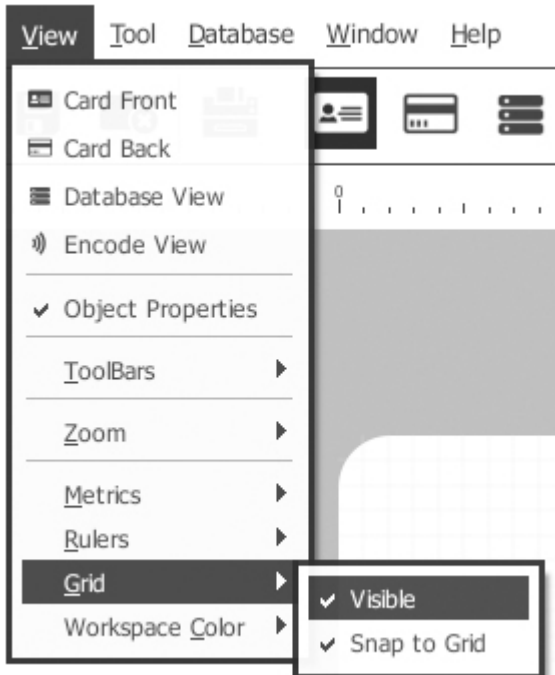 View Tool Database Window Help
Card Front
Card Back
Database View
Encode View
Object Properties
ToolBars
Zoom
Metrics
Rulers
Grid
Workspace Color
0
Visible
Snap to Grid